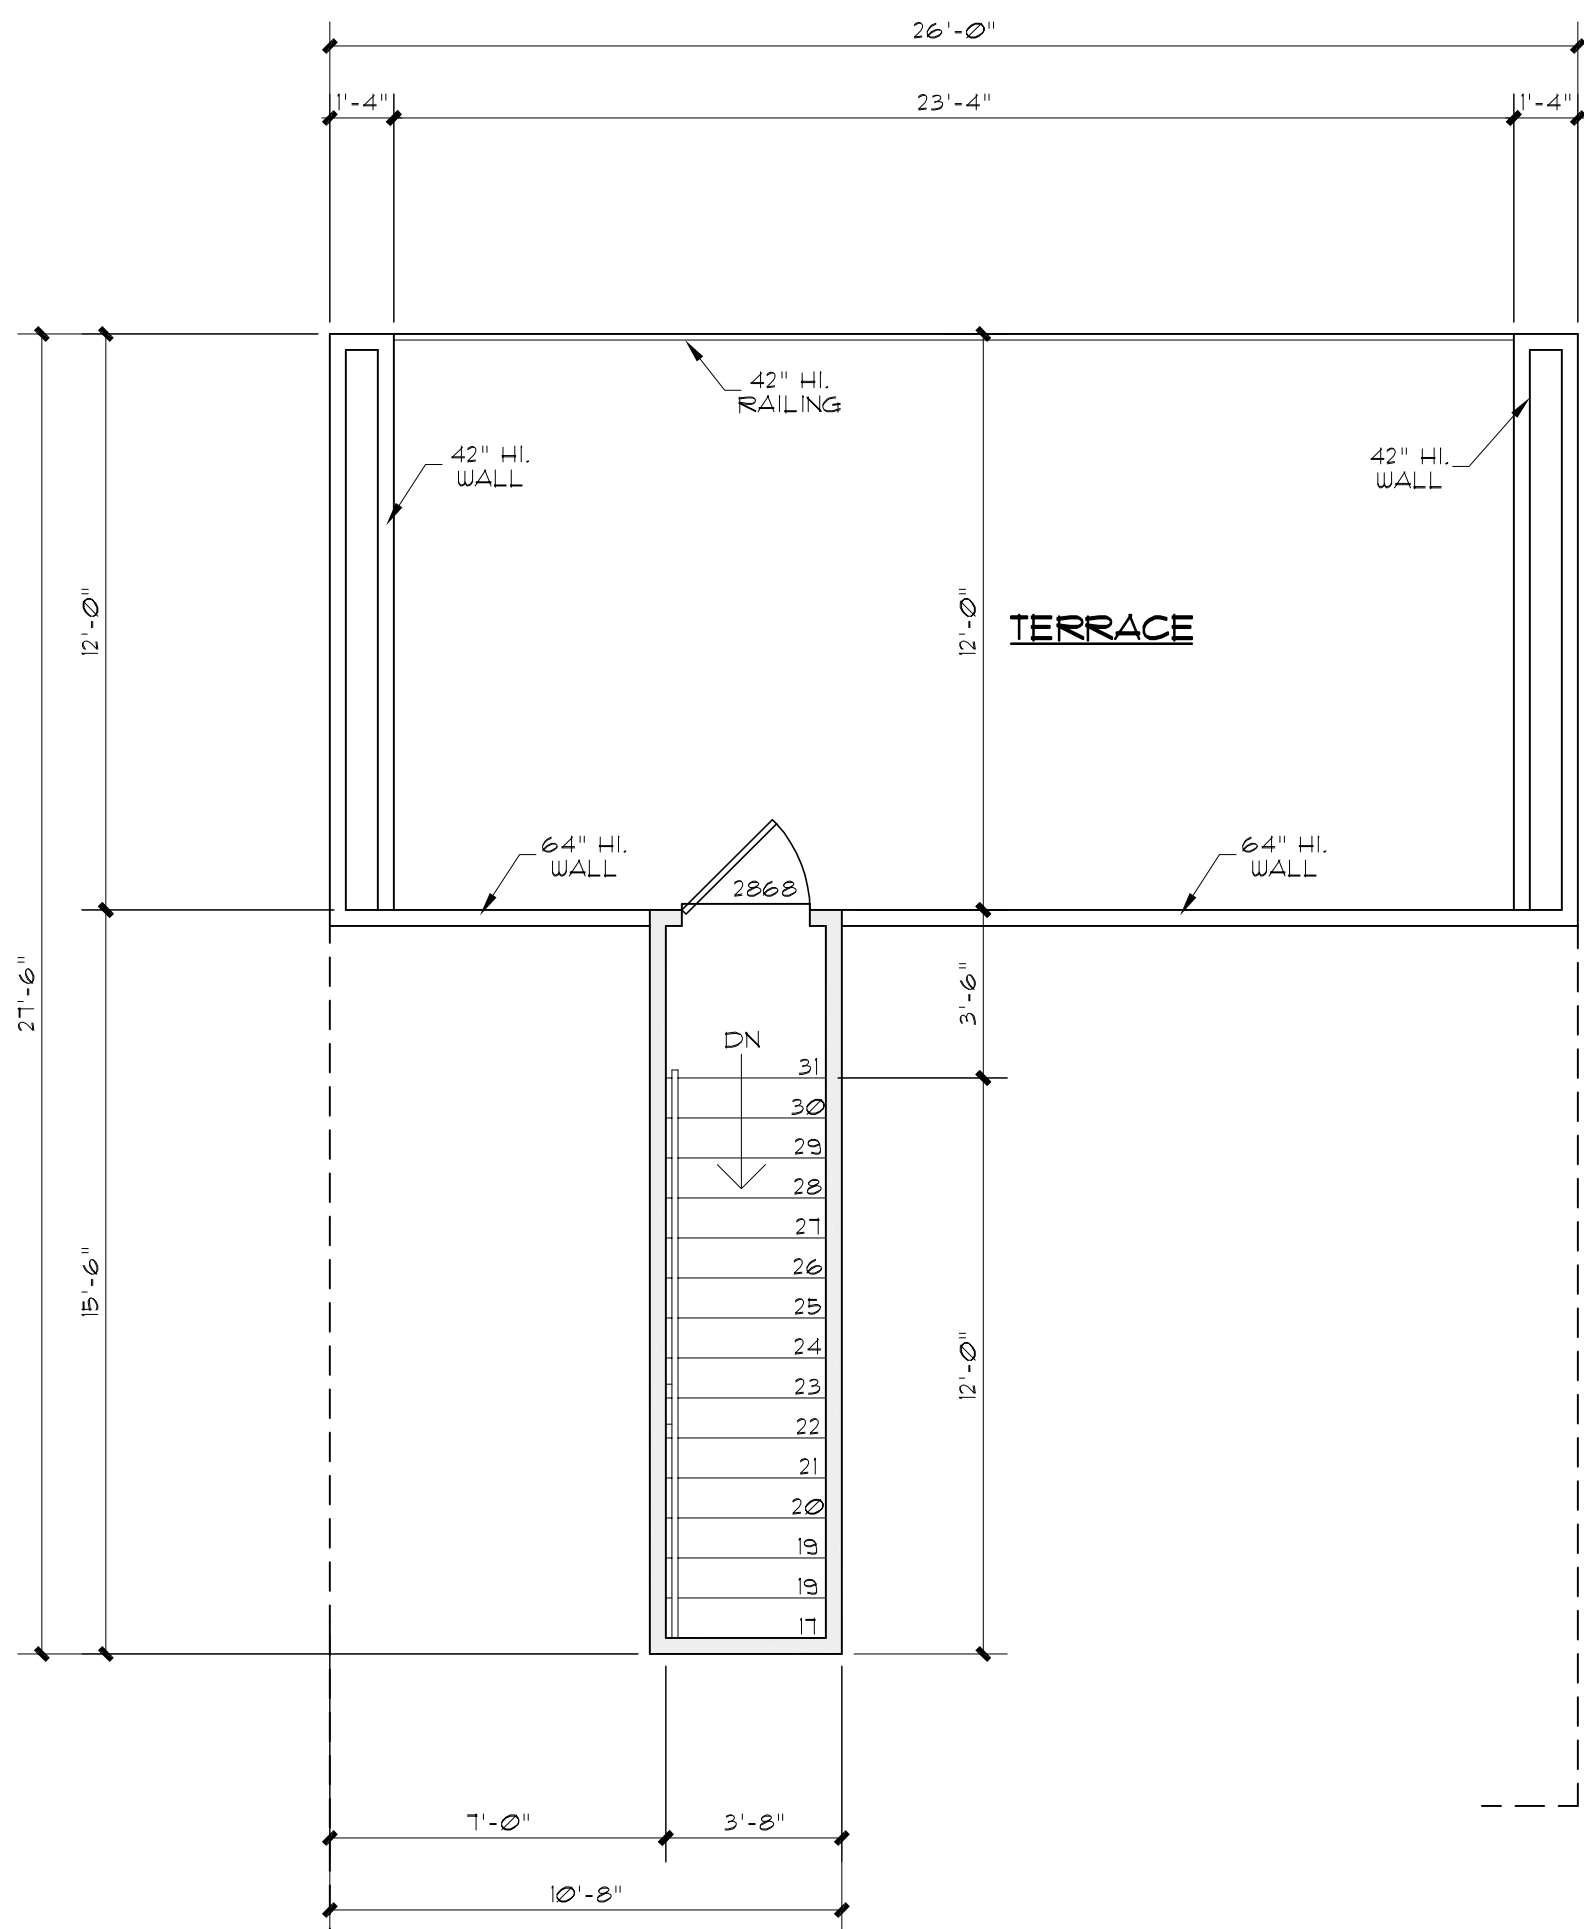 26'-0"
1'-4"
23'-4"
1'-4"
42" HI.
RAILING
42" HI.
WALL
42" HI.
WALL
12'-0"
12'-0"
TERRACE
64" HI.
WALL
2868
64" HI.
WALL
27'-6"
3'-6"
DN
31
30
29
28
27
26
25
24
23
22
21
20
19
19
17
15'-6"
12'-0"
7'-0"
3'-8"
10'-8"